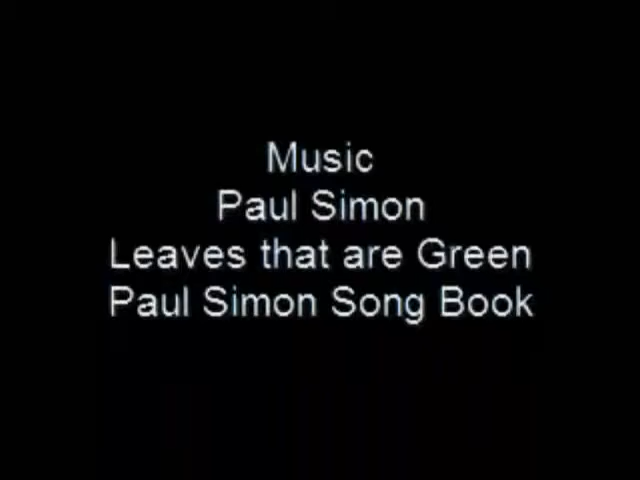 Music
Paul Simon
Leaves that are Green
Paul Simon Song Book